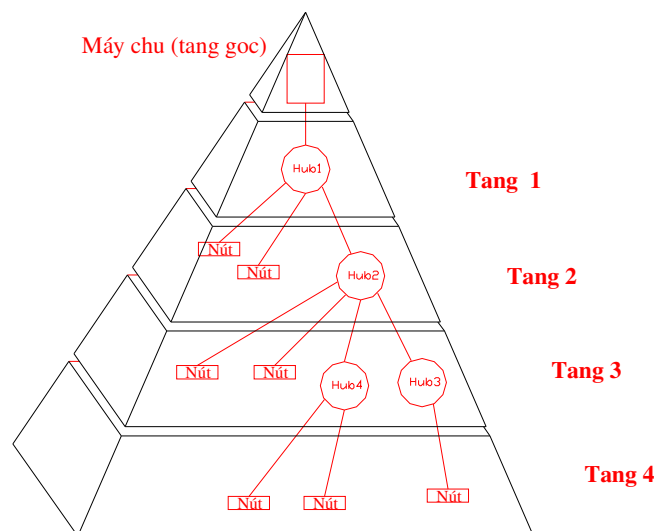 Máy chu (tang goc)
Hub1
Tang 1
Nút
Nút
Hub2
Tang 2
Nút
Nút
Hub4
Hub3
Tang 3
Nút
Nút
Nút
Tang 4